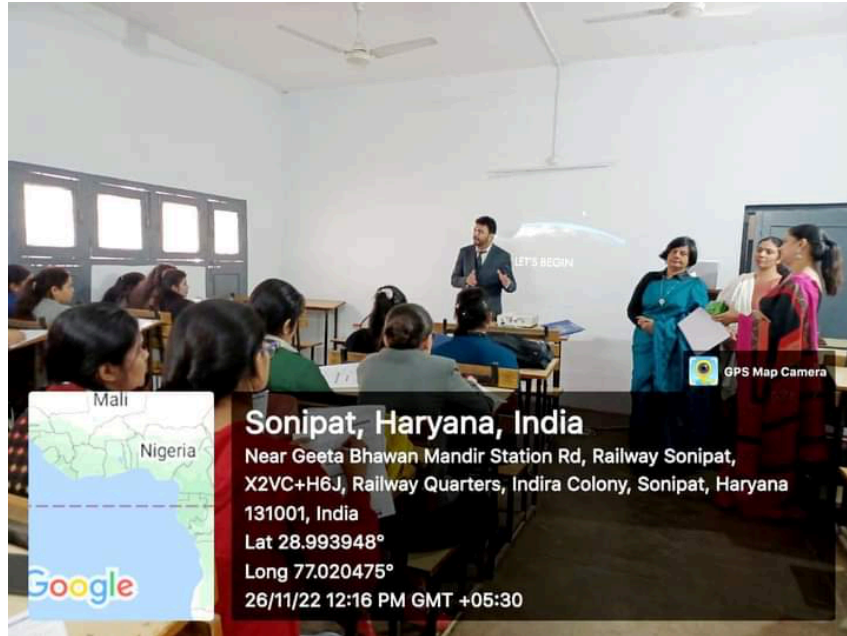 LET'S BEGIN
GPS Map Camera
Mali
Nigeria
Google
Sonipat, Haryana, India
Near Geeta Bhawan Mandir Station Rd, Railway Sonipat,
X2VC+H6J, Railway Quarters, Indira Colony, Sonipat, Haryana
131001, India
Lat 28.993948°
Long 77.020475°
26/11/22 12:16 PM GMT +05:30